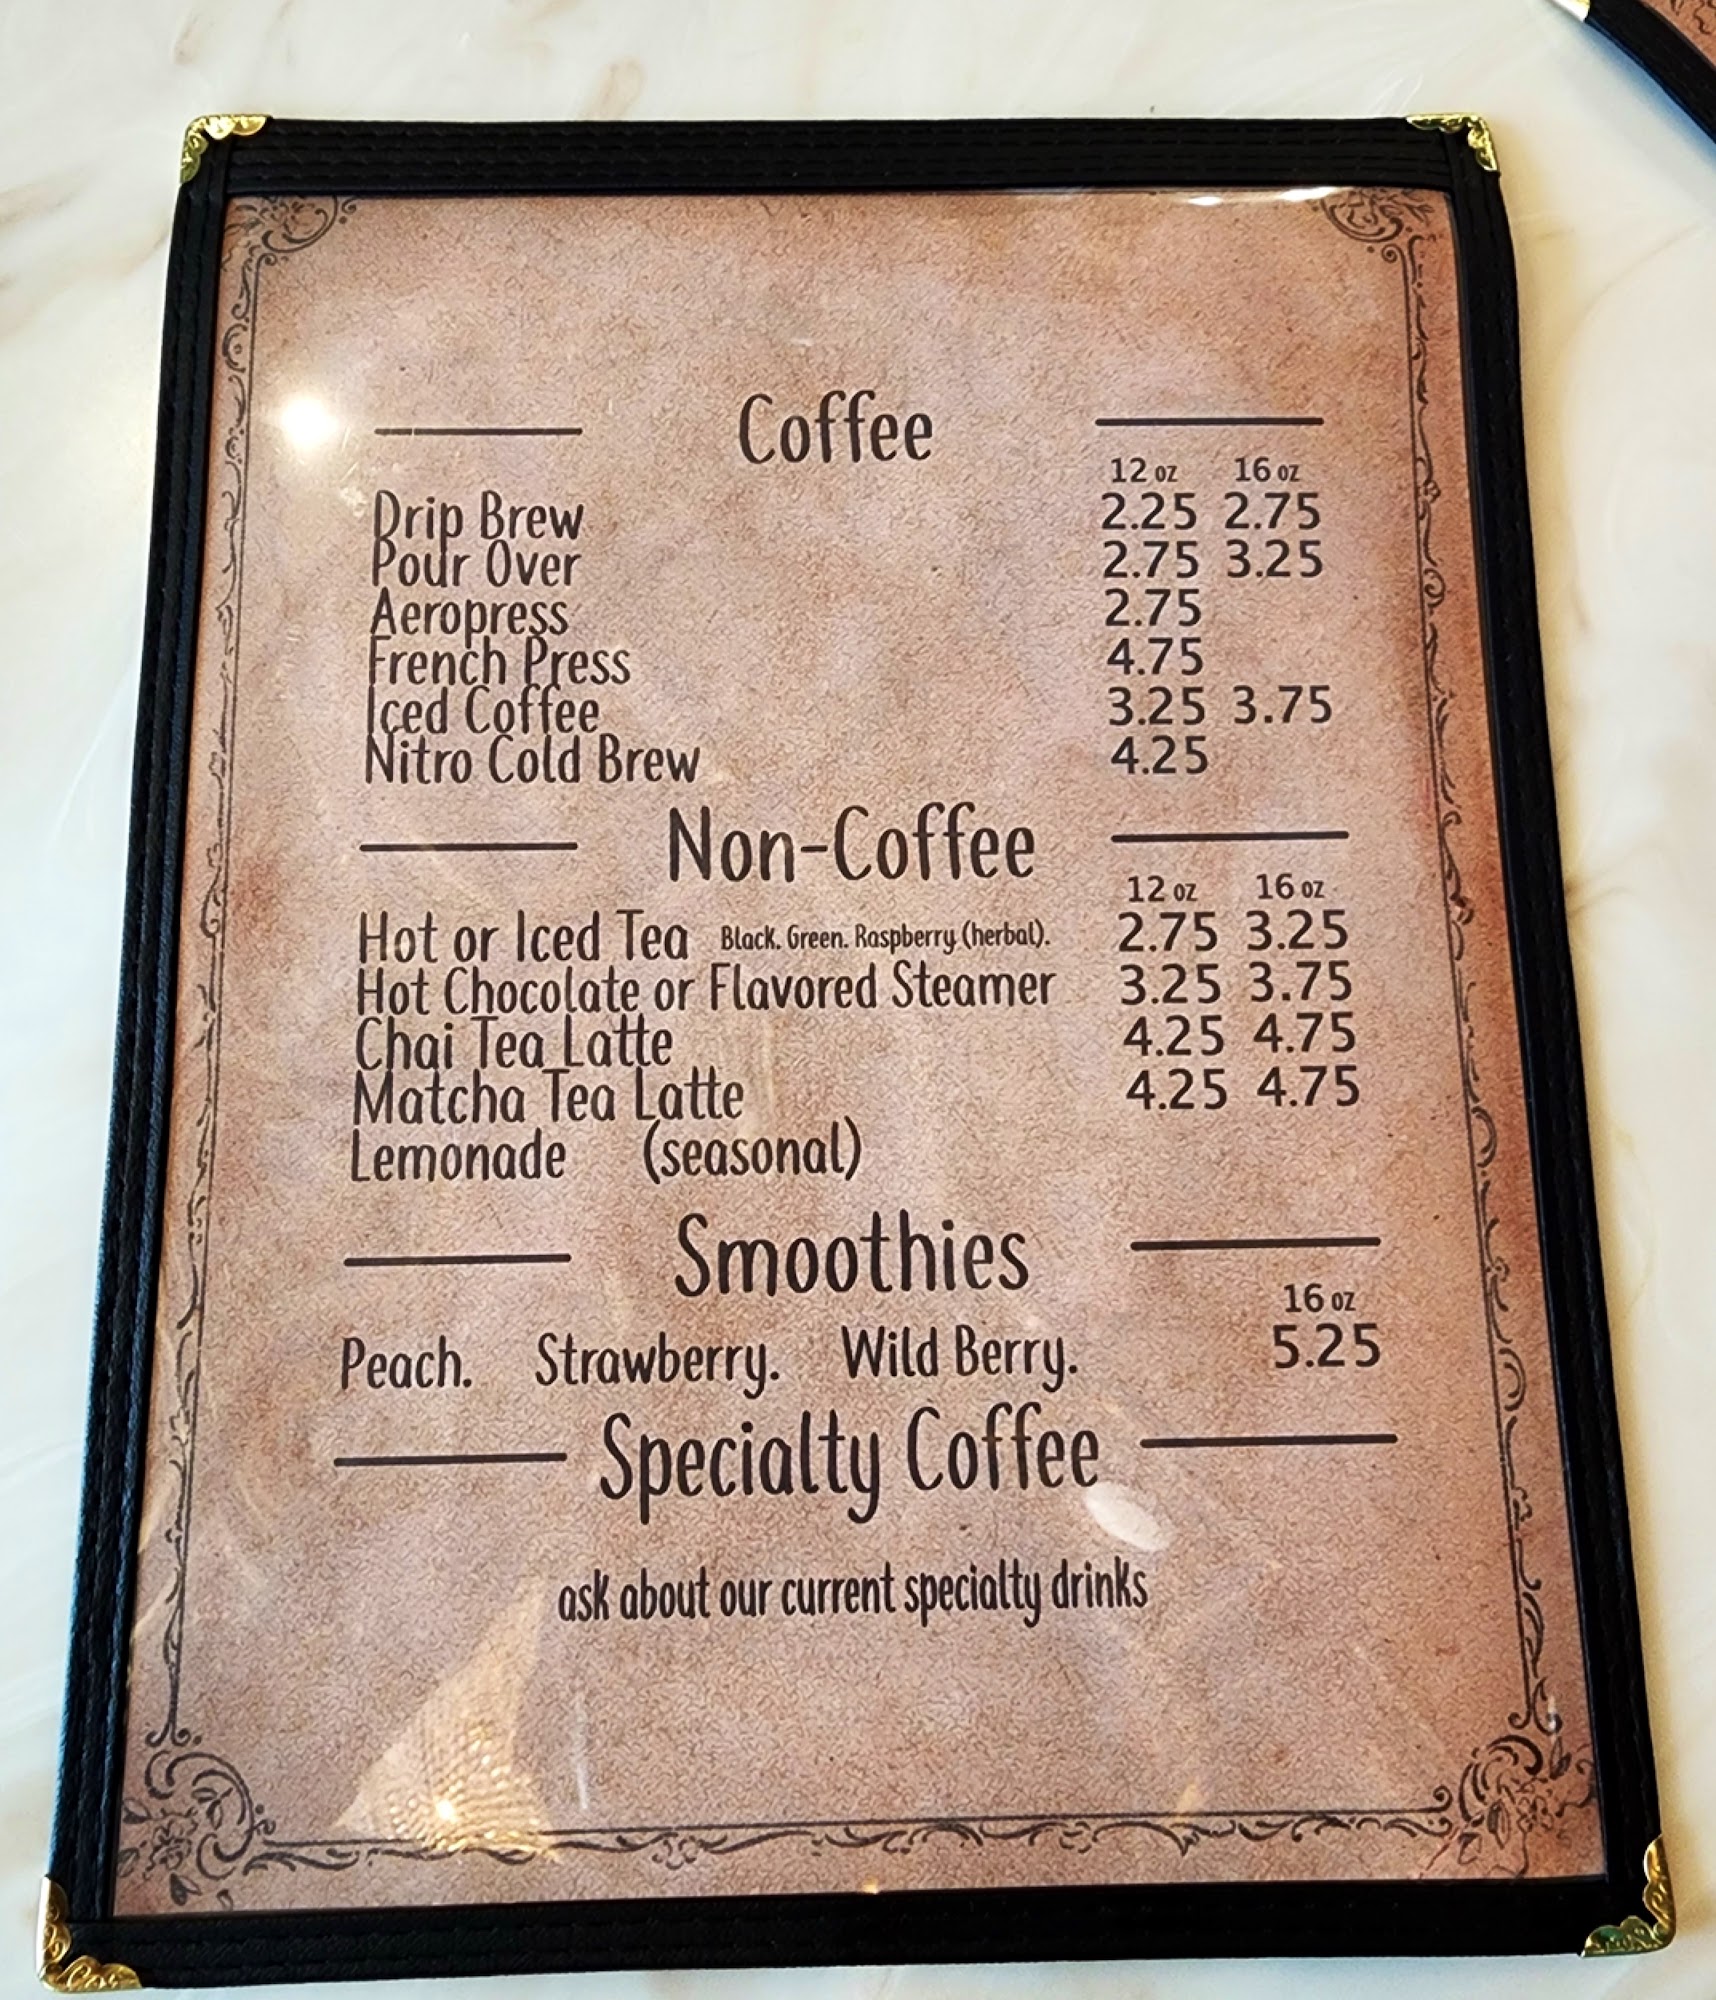 Coffee
12 oz 16 oz
Drip Brew 2.25 2.75
Pour Over 2.75 3.25
Aeropress 2.75
French Press 4.75
Iced Coffee 3.25 3.75
Nitro Cold Brew 4.25
Non-Coffee
12 oz 16 oz
Hot or Iced Tea Black. Green. Raspberry (herbal). 2.75 3.25
Hot Chocolate or Flavored Steamer 3.25 3.75
Chai Tea Latte 4.25 4.75
Matcha Tea Latte 4.25 4.75
Lemonade (seasonal)
Smoothies
16 oz
Peach. Strawberry. Wild Berry. 5.25
Specialty Coffee
ask about our current specialty drinks